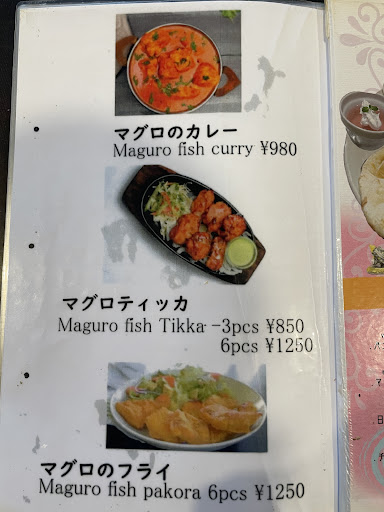 マグロのカレー
Maguro fish curry ¥980
マグロティッカ
Maguro fish Tikka -3pcs ¥850
6pcs ¥1250
マグロのフライ
Maguro fish pakora 6pcs ¥1250